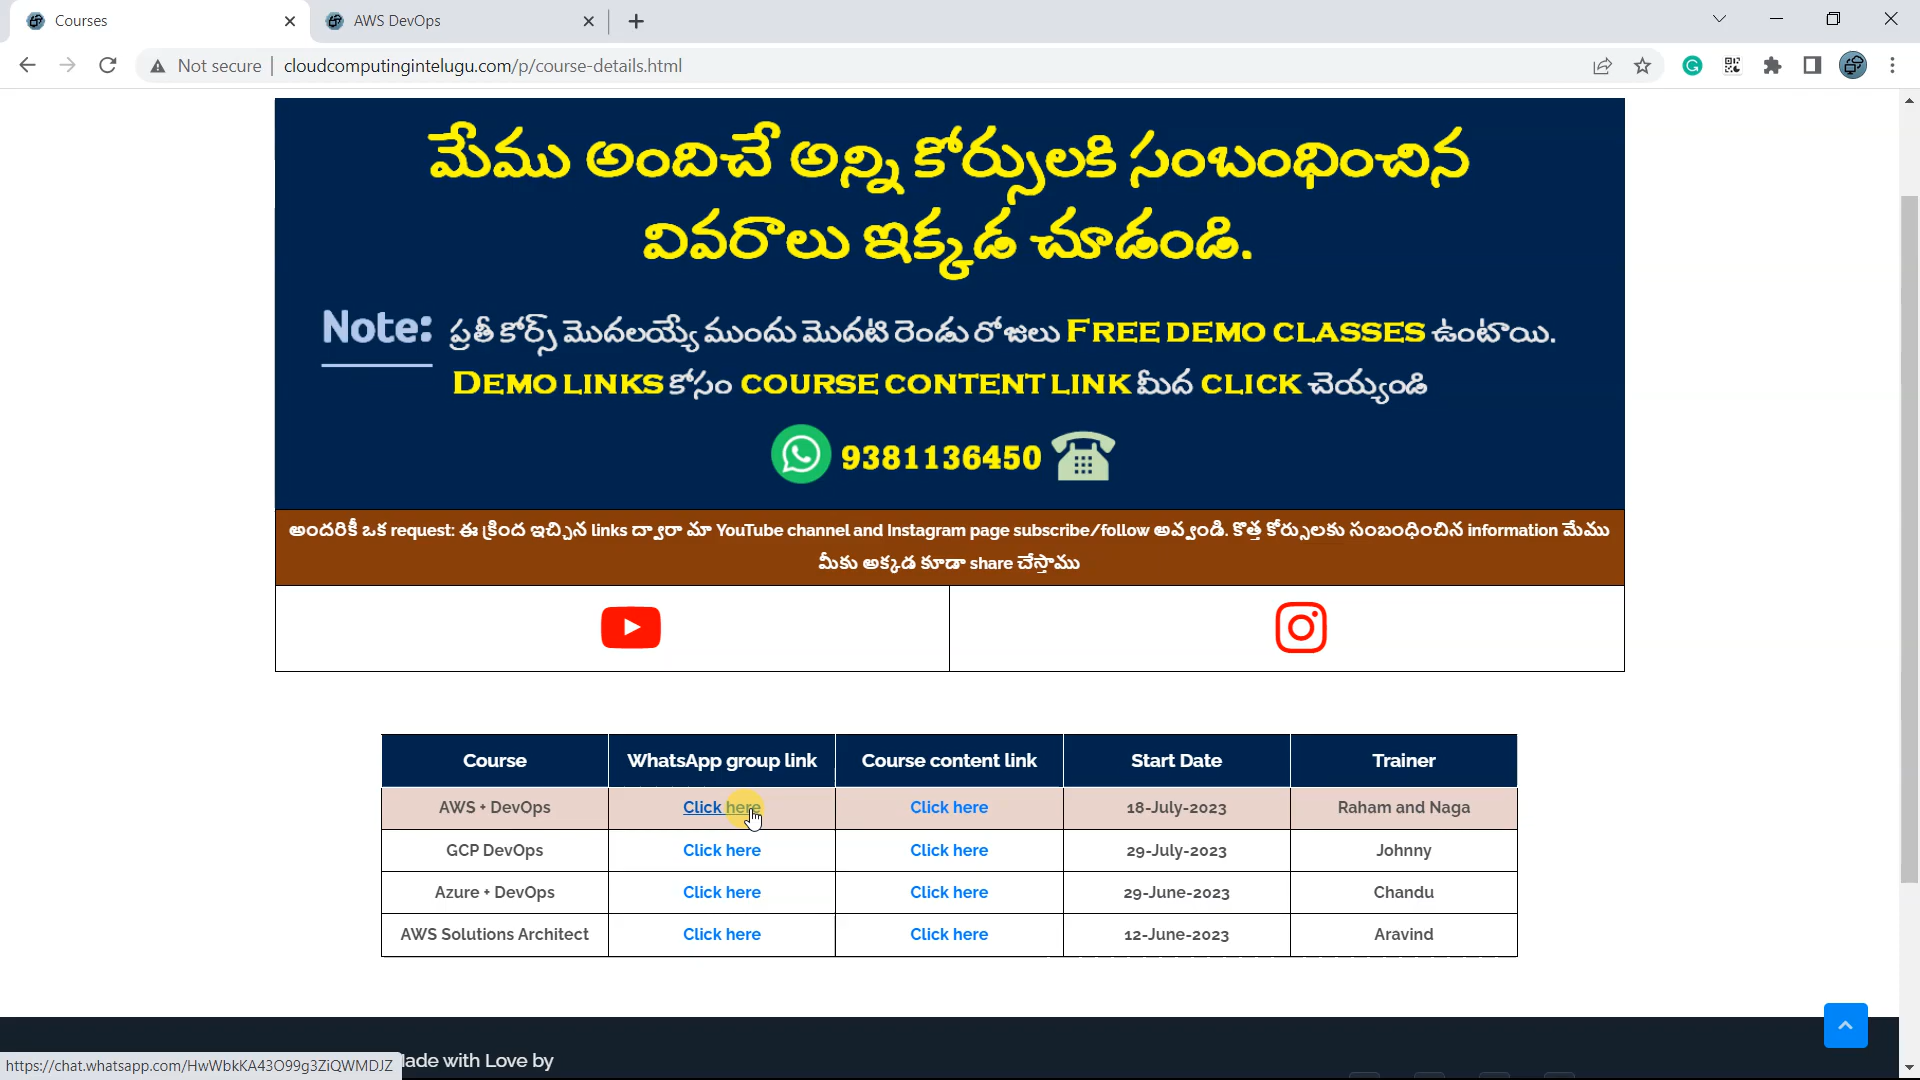 Courses
AWS DevOps
Not secure
cloudcomputingintelugu.com/p/course-details.html
మేము అందిచే అన్ని కోర్సులకి సంబంధించిన
వివరాలు ఇక్కడ చూడండి.
Note: ప్రతీ కోర్స్ మొదలయ్యే ముందు మొదటి రెండు రోజులు FREE DEMO CLASSES ఉంటాయి.
DEMO LINKS కోసం COURSE CONTENT LINK మీద CLICK చెయ్యండి
9381136450
అందరికీ ఒక request: ఈ క్రింద ఇచ్చిన links ద్వారా మా YouTube channel and Instagram page subscribe/follow అవ్వండి. కొత్త కోర్సులకు సంబంధించిన information మేము
మీకు అక్కడ కూడా share చేస్తాము
Course WhatsApp group link Course content link Start Date Trainer
AWS + DevOps Click here Click here 18-July-2023 Raham and Naga
GCP DevOps Click here Click here 29-July-2023 Johnny
Azure + DevOps Click here Click here 29-June-2023 Chandu
AWS Solutions Architect Click here Click here 12-June-2023 Aravind
https://chat.whatsapp.com/HwWbkKA43O99g3ZiQWMDJZ
with Love by